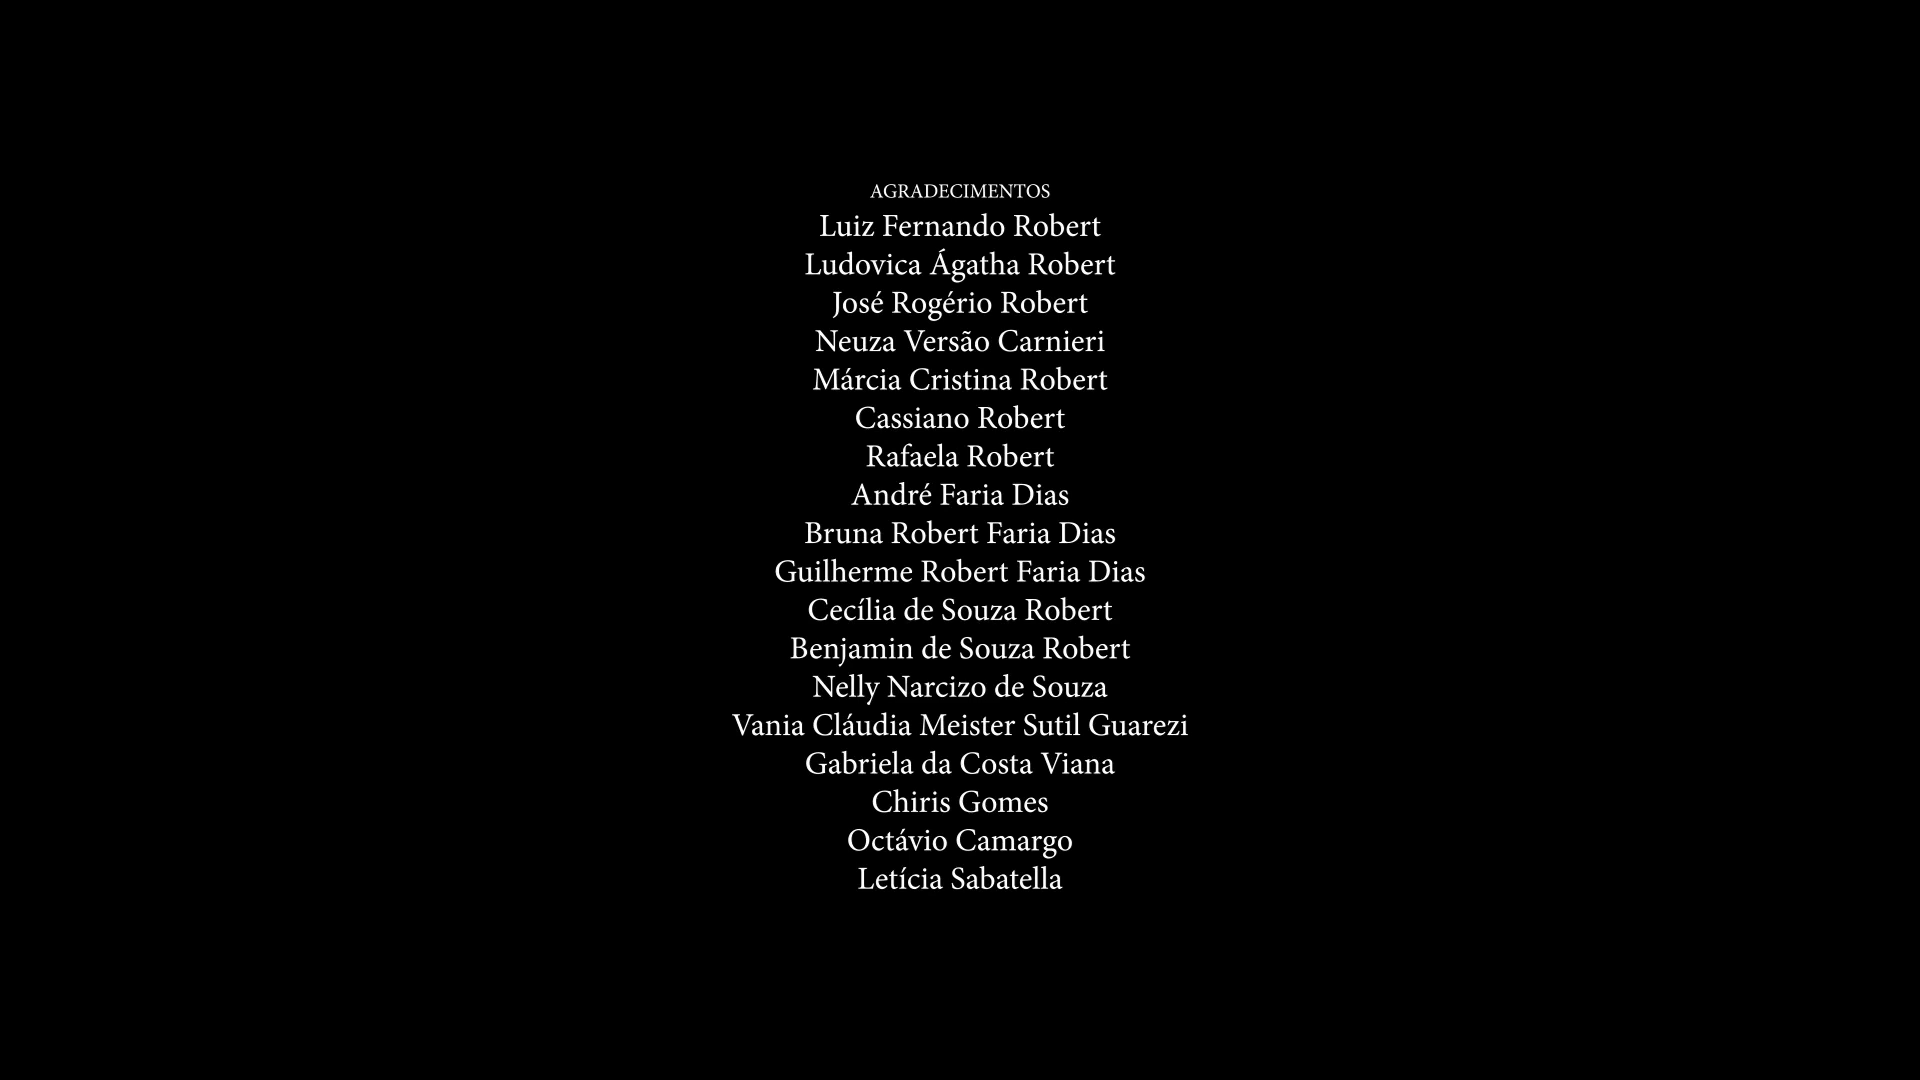 AGRADECIMENTOS
Luiz Fernando Robert
Ludovica Ágatha Robert
José Rogério Robert
Neuza Versão Carnieri
Márcia Cristina Robert
Cassiano Robert
Rafaela Robert
André Faria Dias
Bruna Robert Faria Dias
Guilherme Robert Faria Dias
Cecília de Souza Robert
Benjamin de Souza Robert
Nelly Narcizo de Souza
Vania Cláudia Meister Sutil Guarezi
Gabriela da Costa Viana
Chiris Gomes
Octávio Camargo
Letícia Sabatella